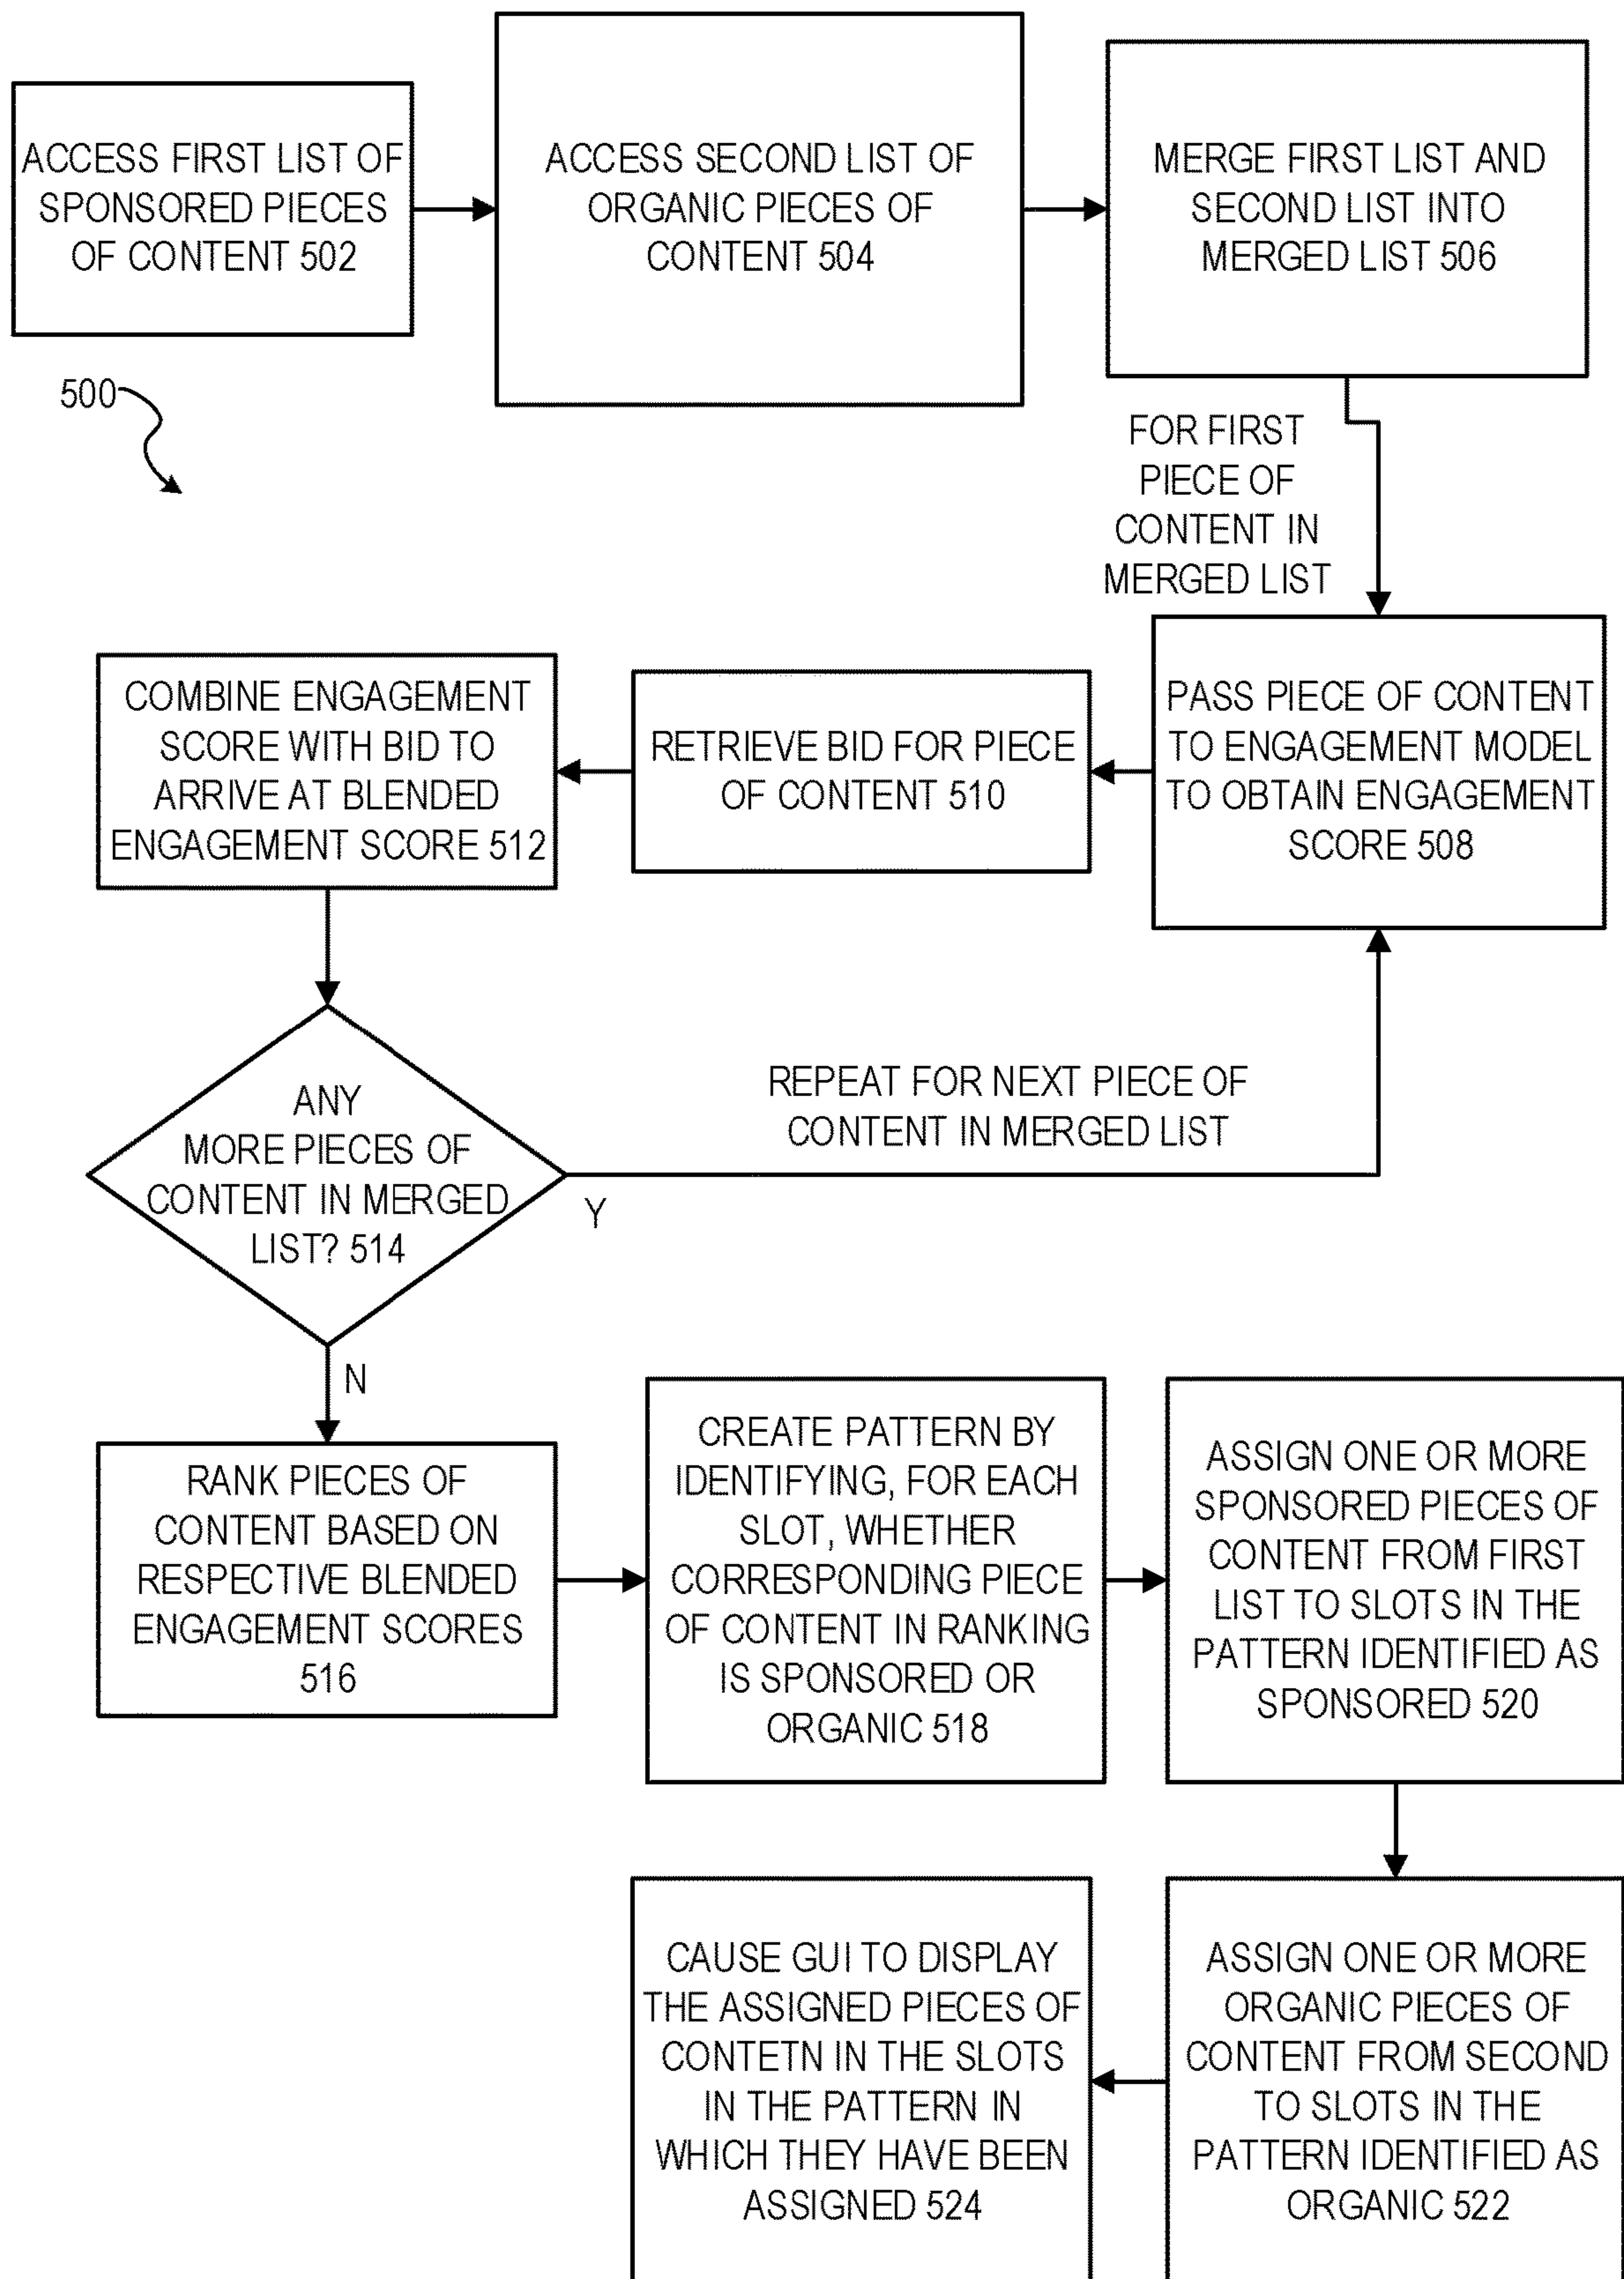 ACCESS FIRST LIST OF
SPONSORED PIECES
OF CONTENT 502
ACCESS SECOND LIST OF
ORGANIC PIECES OF
CONTENT 504
MERGE FIRST LIST AND
SECOND LIST INTO
MERGED LIST 506
500
FOR FIRST
PIECE OF
CONTENT IN
MERGED LIST
PASS PIECE OF CONTENT
TO ENGAGEMENT MODEL
TO OBTAIN ENGAGEMENT
SCORE 508
RETRIEVE BID FOR PIECE
OF CONTENT 510
COMBINE ENGAGEMENT
SCORE WITH BID TO
ARRIVE AT BLENDED
ENGAGEMENT SCORE 512
ANY
MORE PIECES OF
CONTENT IN MERGED
LIST? 514
REPEAT FOR NEXT PIECE OF
CONTENT IN MERGED LIST
Y
N
RANK PIECES OF
CONTENT BASED ON
RESPECTIVE BLENDED
ENGAGEMENT SCORES
516
CREATE PATTERN BY
IDENTIFYING, FOR EACH
SLOT, WHETHER
CORRESPONDING PIECE
OF CONTENT IN RANKING
IS SPONSORED OR
ORGANIC 518
ASSIGN ONE OR MORE
SPONSORED PIECES OF
CONTENT FROM FIRST
LIST TO SLOTS IN THE
PATTERN IDENTIFIED AS
SPONSORED 520
ASSIGN ONE OR MORE
ORGANIC PIECES OF
CONTENT FROM SECOND
TO SLOTS IN THE
PATTERN IDENTIFIED AS
ORGANIC 522
CAUSE GUI TO DISPLAY
THE ASSIGNED PIECES OF
CONTETN IN THE SLOTS
IN THE PATTERN IN
WHICH THEY HAVE BEEN
ASSIGNED 524